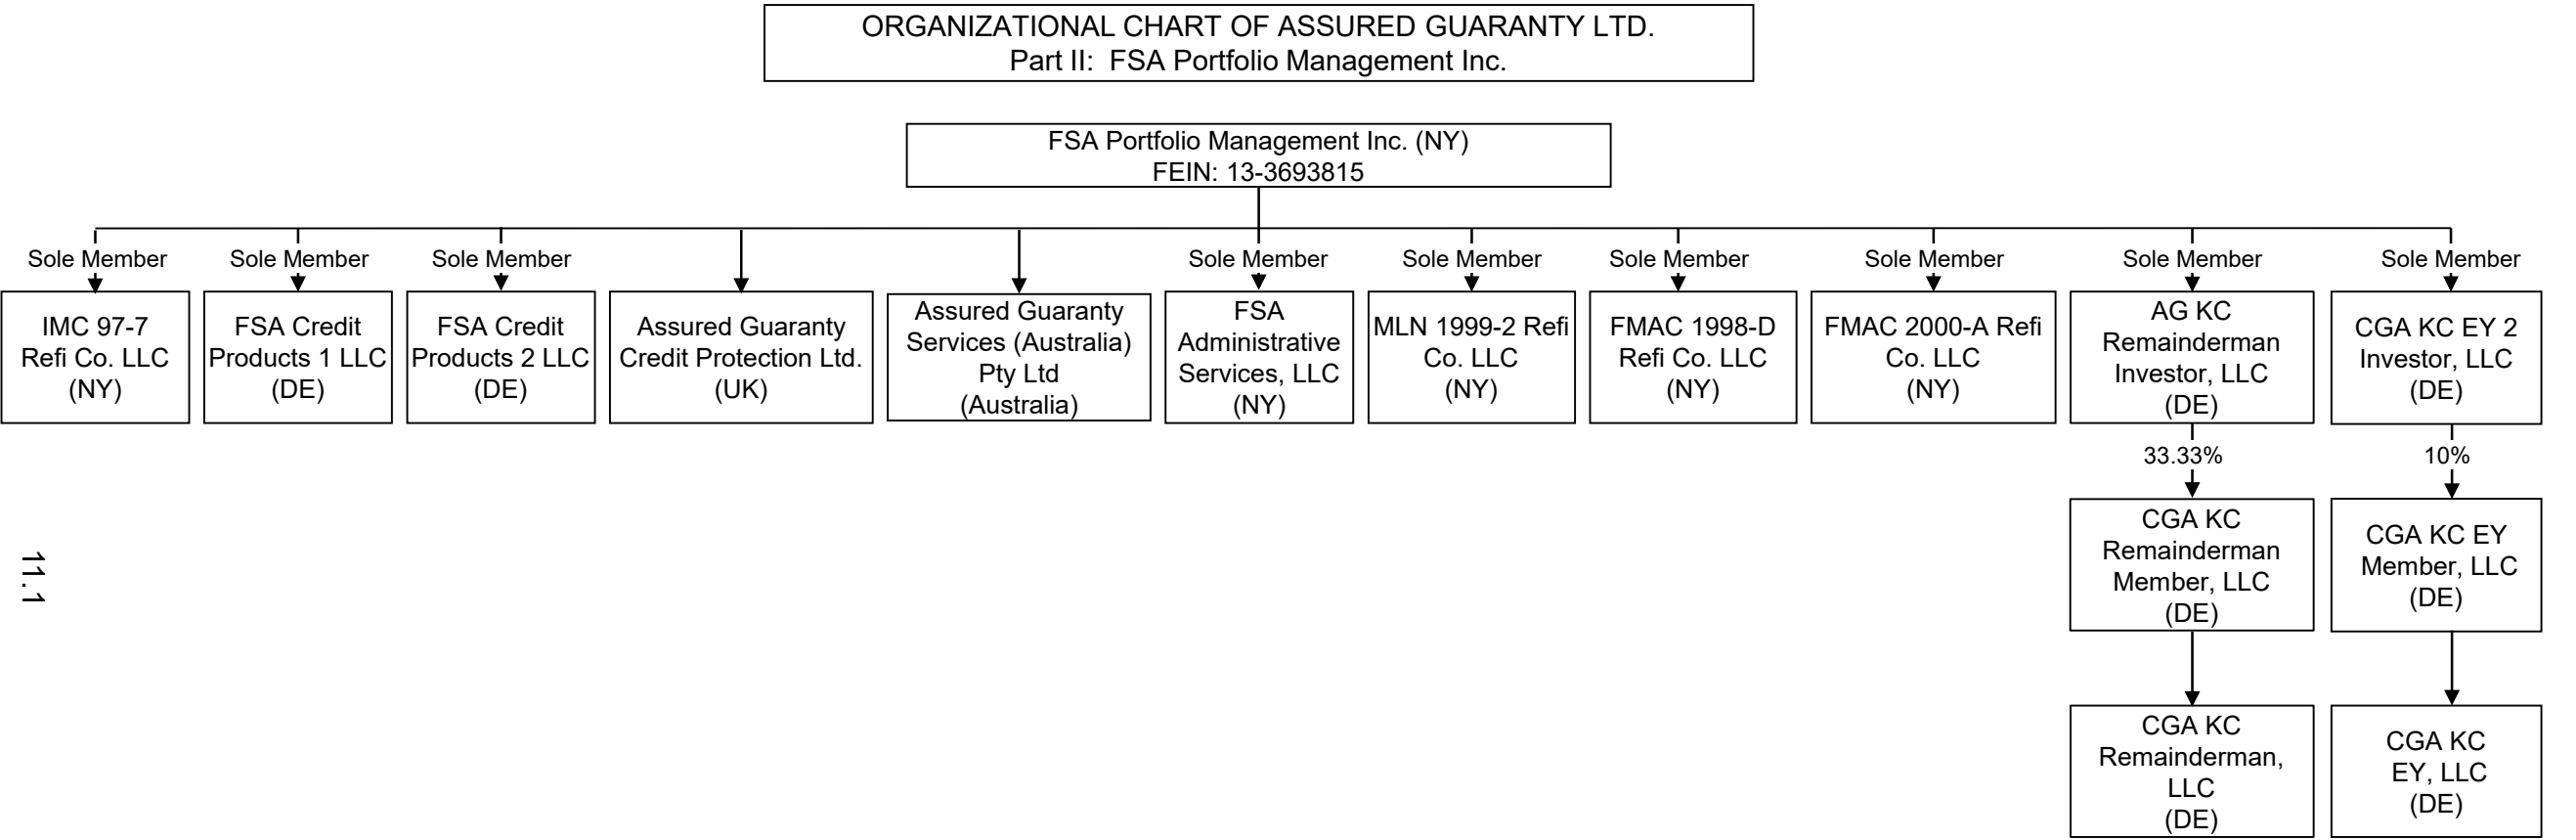 ORGANIZATIONAL CHART OF ASSURED GUARANTY LTD.
Part II: FSA Portfolio Management Inc.
FSA Portfolio Management Inc. (NY)
FEIN: 13-3693815
Sole Member
IMC 97-7
Refi Co. LLC
(NY)
Sole Member
FSA Credit
Products 1 LLC
(DE)
Sole Member
FSA Credit
Products 2 LLC
(DE)
Assured Guaranty
Credit Protection Ltd.
(UK)
Assured Guaranty
Services (Australia)
Pty Ltd
(Australia)
Sole Member
FSA
Administrative
Services, LLC
(NY)
Sole Member
MLN 1999-2 Refi
Co. LLC
(NY)
Sole Member
FMAC 1998-D
Refi Co. LLC
(NY)
Sole Member
FMAC 2000-A Refi
Co. LLC
(NY)
Sole Member
AG KC
Remainderman
Investor, LLC
(DE)
33.33%
CGA KC
Remainderman
Member, LLC
(DE)
CGA KC
Remainderman,
LLC
(DE)
Sole Member
CGA KC EY 2
Investor, LLC
(DE)
10%
CGA KC EY
Member, LLC
(DE)
CGA KC
EY, LLC
(DE)
11.1